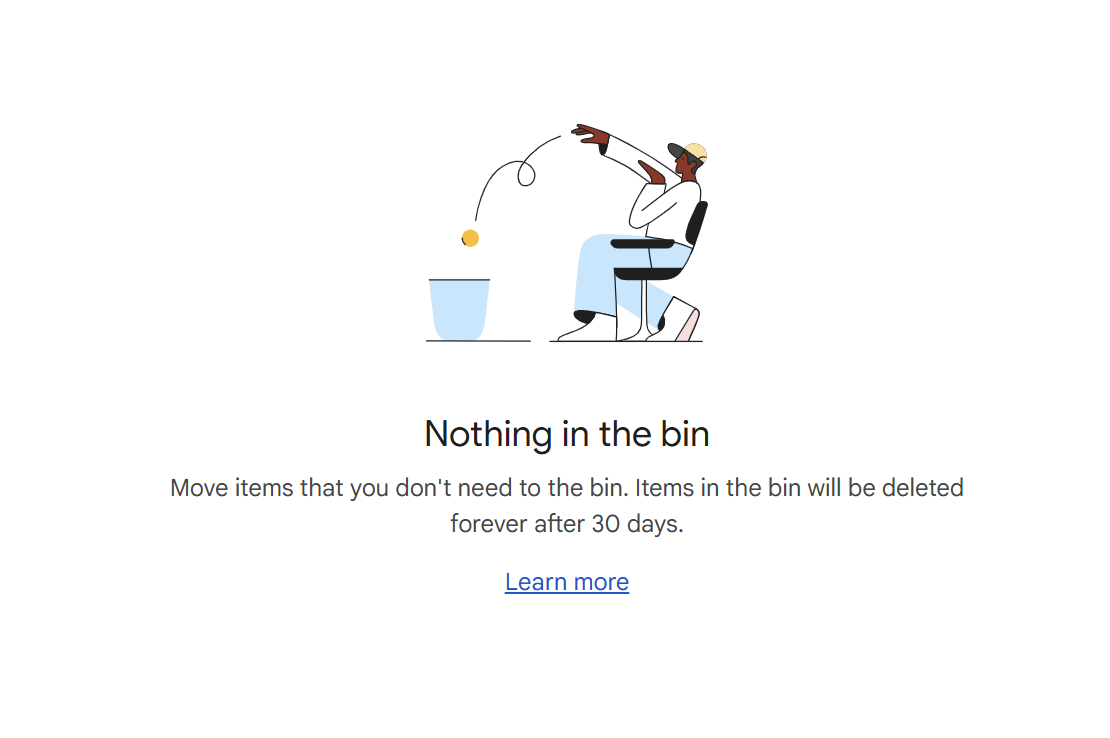 Nothing in the bin
Move items that you don't need to the bin. Items in the bin will be deleted
forever after 30 days.
Learn more